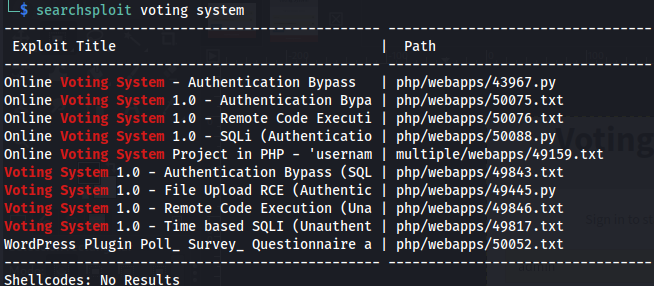 └─$ searchsploit voting system
Exploit Title | Path
Online Voting System - Authentication Bypass | php/webapps/43967.py
Online Voting System 1.0 - Authentication Bypa | php/webapps/50075.txt
Online Voting System 1.0 - Remote Code Executi | php/webapps/50076.txt
Online Voting System 1.0 - SQLi (Authenticatio | php/webapps/50088.py
Online Voting System Project in PHP - 'usernam | multiple/webapps/49159.txt
Voting System 1.0 - Authentication Bypass (SQL | php/webapps/49843.txt
Voting System 1.0 - File Upload RCE (Authentic | php/webapps/49445.py
Voting System 1.0 - Remote Code Execution (Una | php/webapps/49846.txt
Voting System 1.0 - Time based SQLI (Unauthent | php/webapps/49817.txt
WordPress Plugin Poll_ Survey_ Questionnaire a | php/webapps/50052.txt
Shellcodes: No Results
Voting
Sign in to
admin